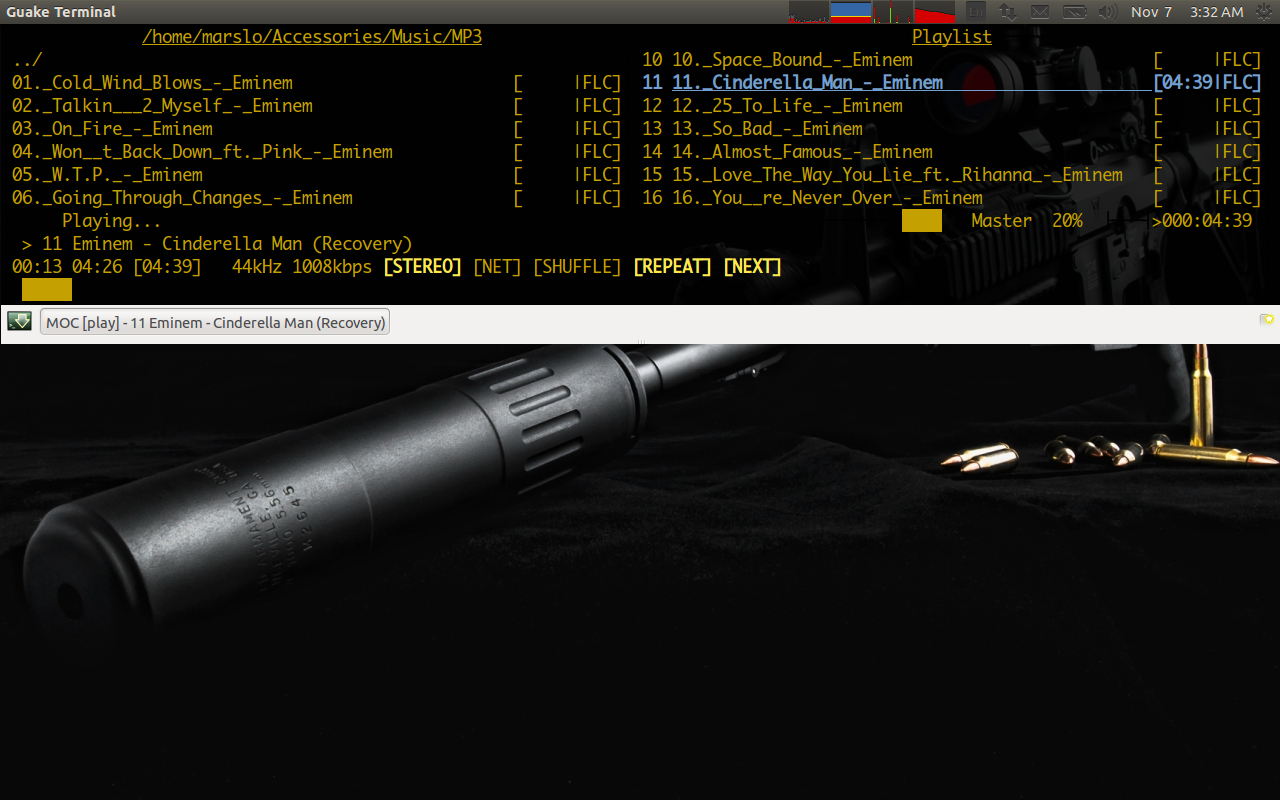 Guake Terminal
En
Nov 7 3:32 AM
/home/marslo/Accessories/Music/MP3
../
01._Cold_Wind_Blows_-_Eminem [ |FLC]
02._Talkin___2_Myself_-_Eminem [ |FLC]
03._On_Fire_-_Eminem [ |FLC]
04._Won__t_Back_Down_ft._Pink_-_Eminem [ |FLC]
05._W.T.P._-_Eminem [ |FLC]
06._Going_Through_Changes_-_Eminem [ |FLC]
Playlist
10 10._Space_Bound_-_Eminem [ |FLC]
11 11._Cinderella_Man_-_Eminem [04:39|FLC]
12 12._25_To_Life_-_Eminem [ |FLC]
13 13._So_Bad_-_Eminem [ |FLC]
14 14._Almost_Famous_-_Eminem [ |FLC]
15 15._Love_The_Way_You_Lie_ft._Rihanna_-_Eminem [ |FLC]
16 16._You__re_Never_Over_-_Eminem [ |FLC]
Playing... Master 20% >000:04:39
> 11 Eminem - Cinderella Man (Recovery)
00:13 04:26 [04:39] 44kHz 1008kbps [STEREO] [NET] [SHUFFLE] [REPEAT] [NEXT]
MOC [play] - 11 Eminem - Cinderella Man (Recovery)
5.56mm